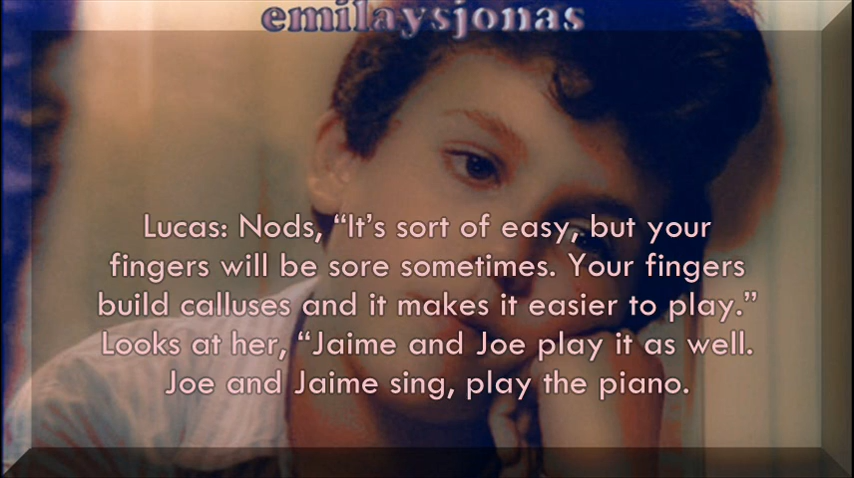 emilaysjonas
Lucas: Nods, “It’s sort of easy, but your
fingers will be sore sometimes. Your fingers
build calluses and it makes it easier to play.”
Looks at her, “Jaime and Joe play it as well.
Joe and Jaime sing, play the piano.